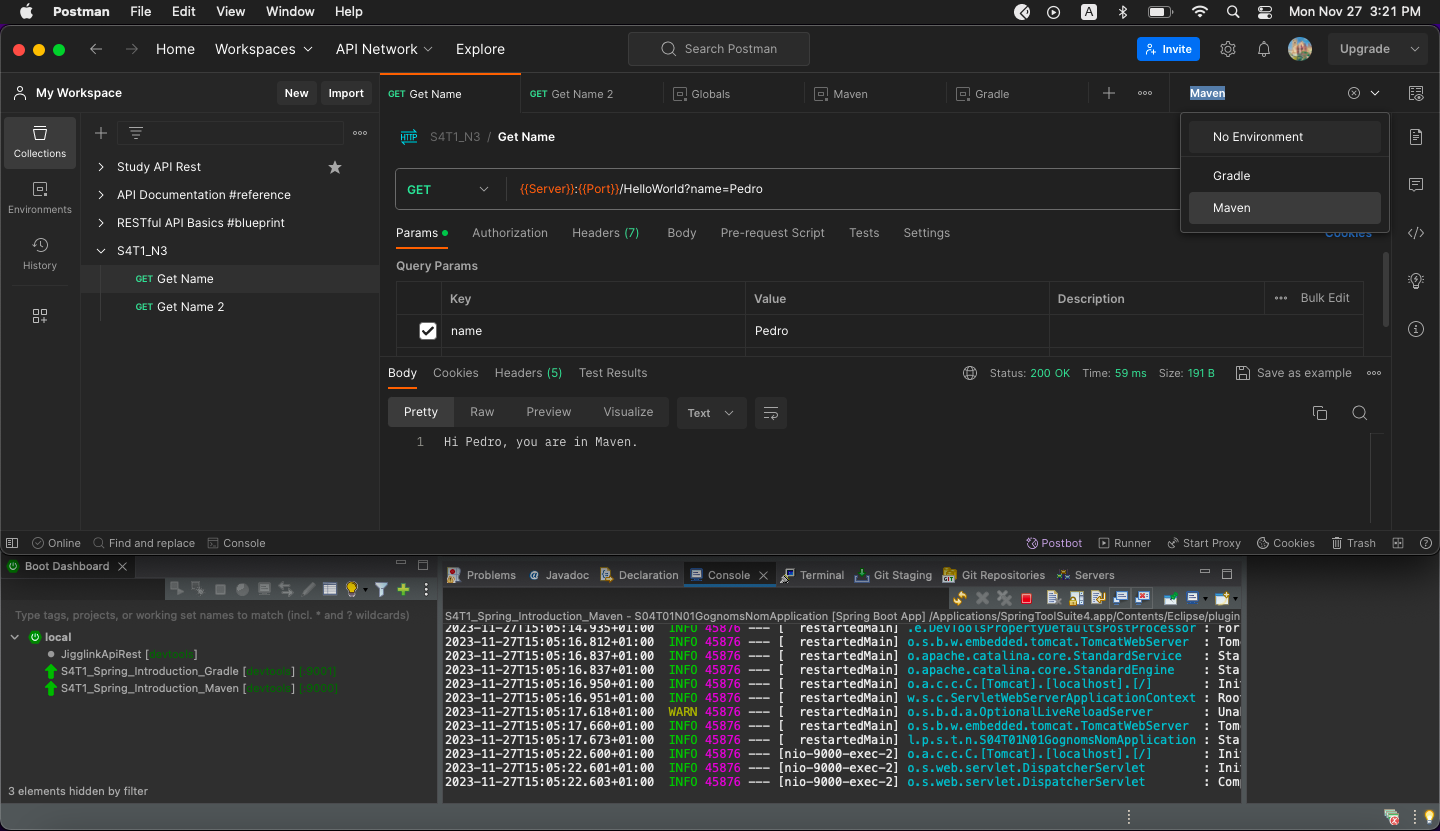 Postman File Edit View Window Help A Mon Nov 27 3:21 PM
Home Workspaces API Network Explore Search Postman Invite Upgrade
My Workspace New Import
GET Get Name GET Get Name 2 Globals Maven Gradle Maven
Collections
Environments
History
Study API Rest
API Documentation #reference
RESTful API Basics #blueprint
S4T1_N3
GET Get Name
GET Get Name 2
HTTP S4T1_N3 / Get Name
No Environment
Gradle
Maven
GET {{Server}}:{{Port}}/HelloWorld?name=Pedro
Params Authorization Headers (7) Body Pre-request Script Tests Settings Cookies
Query Params
Key Value Description Bulk Edit
name Pedro
Body Cookies Headers (5) Test Results Status: 200 OK Time: 59 ms Size: 191 B Save as example
Pretty Raw Preview Visualize Text
1 Hi Pedro, you are in Maven.
Online Find and replace Console Postbot Runner Start Proxy Cookies Trash
Boot Dashboard
Type tags, projects, or working set names to match (incl. * and ? wildcards)
local
JigglinkApiRest [devtools]
S4T1_Spring_Introduction_Gradle [devtools] [:9001]
S4T1_Spring_Introduction_Maven [devtools] [:9000]
3 elements hidden by filter
Problems Javadoc Declaration Console Terminal Git Staging Git Repositories Servers
S4T1_Spring_Introduction_Maven - S04T01N01GognomsNomApplication [Spring Boot App] /Applications/SpringToolSuite4.app/Contents/Eclipse/plugin
2023-11-27T15:05:14.935+01:00 INFO 45876 --- [ restartedMain] .e.DevToolsPropertyDefaultsPostProcessor : For
2023-11-27T15:05:16.812+01:00 INFO 45876 --- [ restartedMain] o.s.b.w.embedded.tomcat.TomcatWebServer : Tom
2023-11-27T15:05:16.837+01:00 INFO 45876 --- [ restartedMain] o.apache.catalina.core.StandardService : Sta
2023-11-27T15:05:16.837+01:00 INFO 45876 --- [ restartedMain] o.apache.catalina.core.StandardEngine : Sta
2023-11-27T15:05:16.950+01:00 INFO 45876 --- [ restartedMain] o.a.c.c.C.[Tomcat].[localhost].[/] : Ini
2023-11-27T15:05:16.951+01:00 INFO 45876 --- [ restartedMain] w.s.c.ServletWebServerApplicationContext : Roo
2023-11-27T15:05:17.618+01:00 WARN 45876 --- [ restartedMain] o.s.b.d.a.OptionalLiveReloadServer : Una
2023-11-27T15:05:17.660+01:00 INFO 45876 --- [ restartedMain] o.s.b.w.embedded.tomcat.TomcatWebServer : Tom
2023-11-27T15:05:17.673+01:00 INFO 45876 --- [ restartedMain] l.p.s.t.n.S04T01N01GognomsNomApplication : Sta
2023-11-27T15:05:22.600+01:00 INFO 45876 --- [nio-9000-exec-2] o.a.c.c.C.[Tomcat].[localhost].[/] : Ini
2023-11-27T15:05:22.601+01:00 INFO 45876 --- [nio-9000-exec-2] o.s.web.servlet.DispatcherServlet : Ini
2023-11-27T15:05:22.603+01:00 INFO 45876 --- [nio-9000-exec-2] o.s.web.servlet.DispatcherServlet : Com